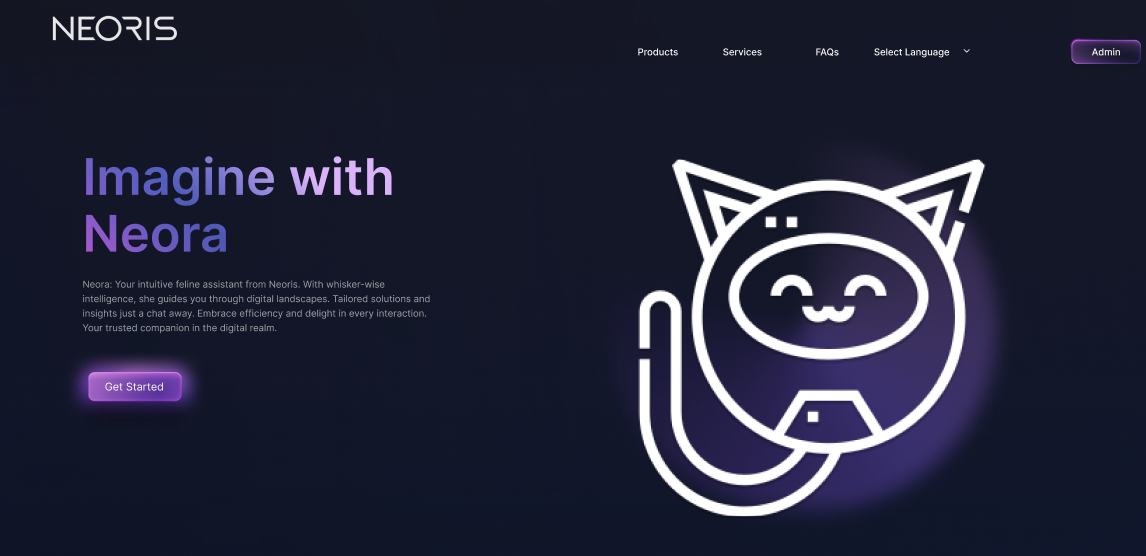 NEORIS
Products Services FAQs Select Language Admin
Imagine with
Neora
Neora: Your intuitive feline assistant from Neoris. With whisker-wise
intelligence, she guides you through digital landscapes. Tailored solutions and
insights just a chat away. Embrace efficiency and delight in every interaction.
Your trusted companion in the digital realm.
Get Started